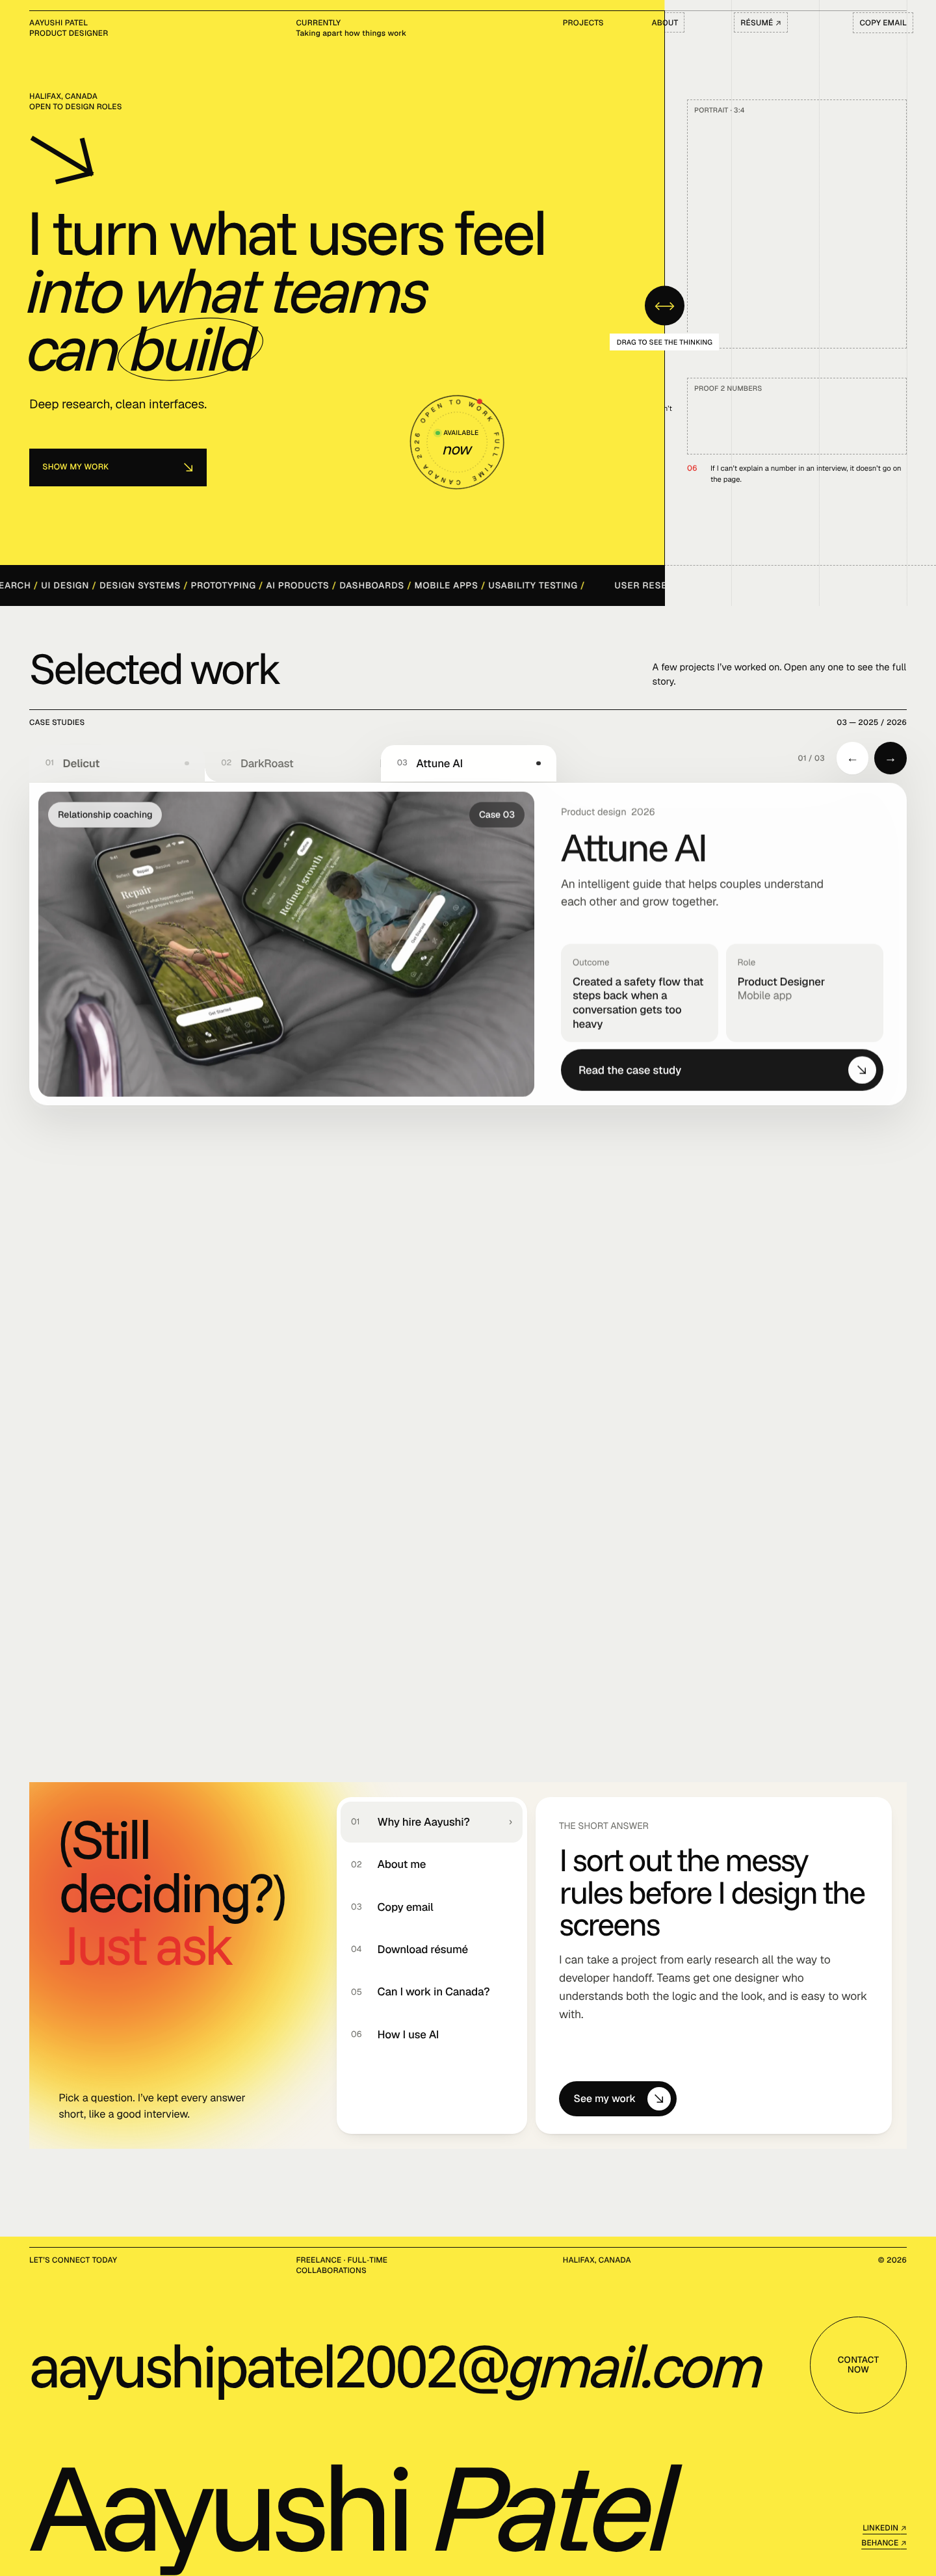 AAYUSHI PATEL
PRODUCT DESIGNER
CURRENTLY
Taking apart how things work
PROJECTS
ABOUT
RÉSUMÉ ↗
COPY EMAIL
HALIFAX, CANADA
OPEN TO DESIGN ROLES
PORTRAIT · 3:4
I turn what users feel
into what teams
can build
DRAG TO SEE THE THINKING
Deep research, clean interfaces.
PROOF 2 NUMBERS
OPEN TO WORK FULL TIME CANADA 2026
AVAILABLE
now
SHOW MY WORK
06 If I can’t explain a number in an interview, it doesn’t go on
the page.
EARCH / UI DESIGN / DESIGN SYSTEMS / PROTOTYPING / AI PRODUCTS / DASHBOARDS / MOBILE APPS / USABILITY TESTING / USER RESE
Selected work
A few projects I’ve worked on. Open any one to see the full
story.
CASE STUDIES
03 — 2025 / 2026
01 Delicut
02 DarkRoast
03 Attune AI
01 / 03
← →
Relationship coaching
Case 03
Repair
Get Started
Refined growth
Product design 2026
Attune AI
An intelligent guide that helps couples understand
each other and grow together.
Outcome
Created a safety flow that
steps back when a
conversation gets too
heavy
Role
Product Designer
Mobile app
Read the case study
(Still
deciding?)
Just ask
Pick a question. I’ve kept every answer
short, like a good interview.
01 Why hire Aayushi? ›
02 About me
03 Copy email
04 Download résumé
05 Can I work in Canada?
06 How I use AI
THE SHORT ANSWER
I sort out the messy
rules before I design the
screens
I can take a project from early research all the way to
developer handoff. Teams get one designer who
understands both the logic and the look, and is easy to work
with.
See my work
LET’S CONNECT TODAY
FREELANCE · FULL-TIME
COLLABORATIONS
HALIFAX, CANADA
© 2026
aayushipatel2002@gmail.com
CONTACT
NOW
Aayushi Patel
LINKEDIN ↗
BEHANCE ↗